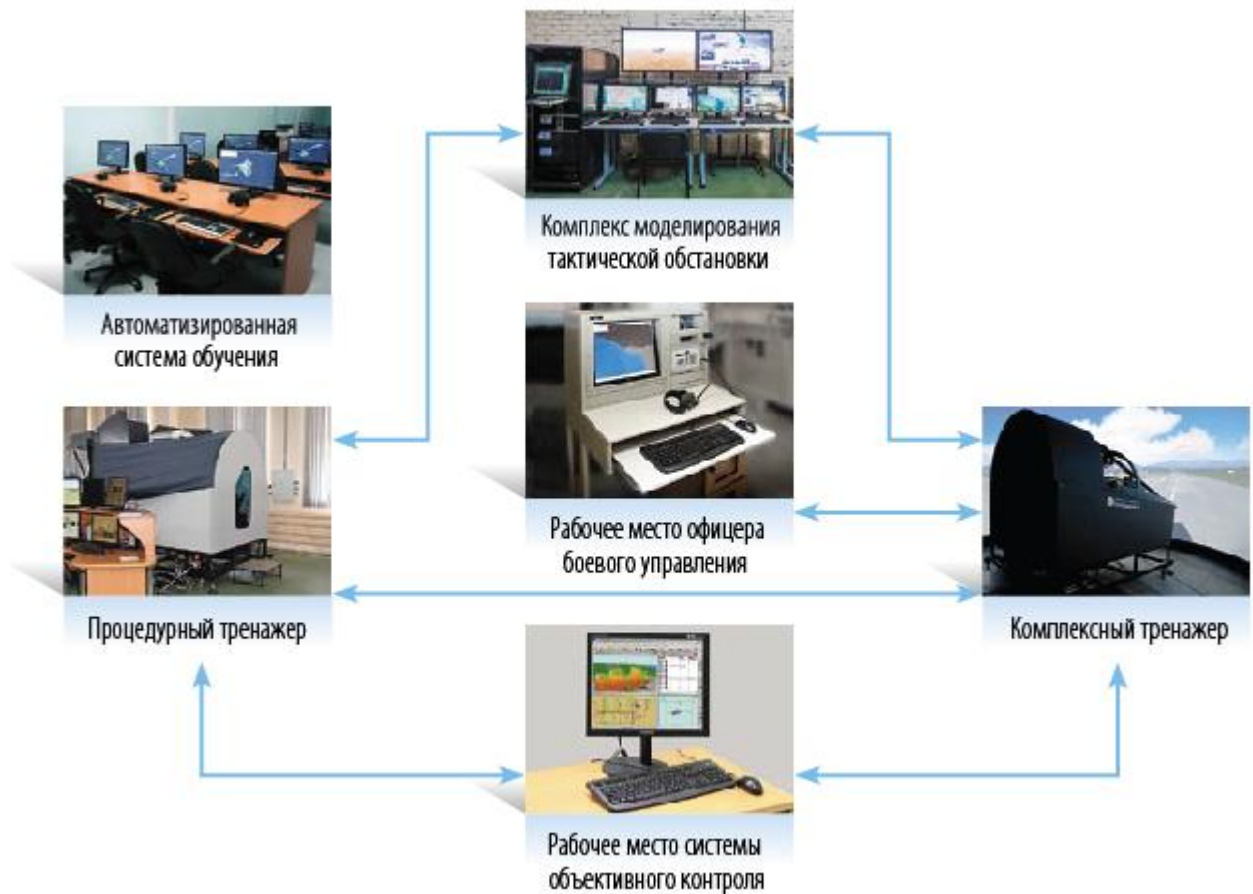 Комплекс моделирования
тактической обстановки
Автоматизированная
система обучения
Рабочее место офицера
боевого управления
Процедурный тренажер
Комплексный тренажер
Рабочее место системы
объективного контроля